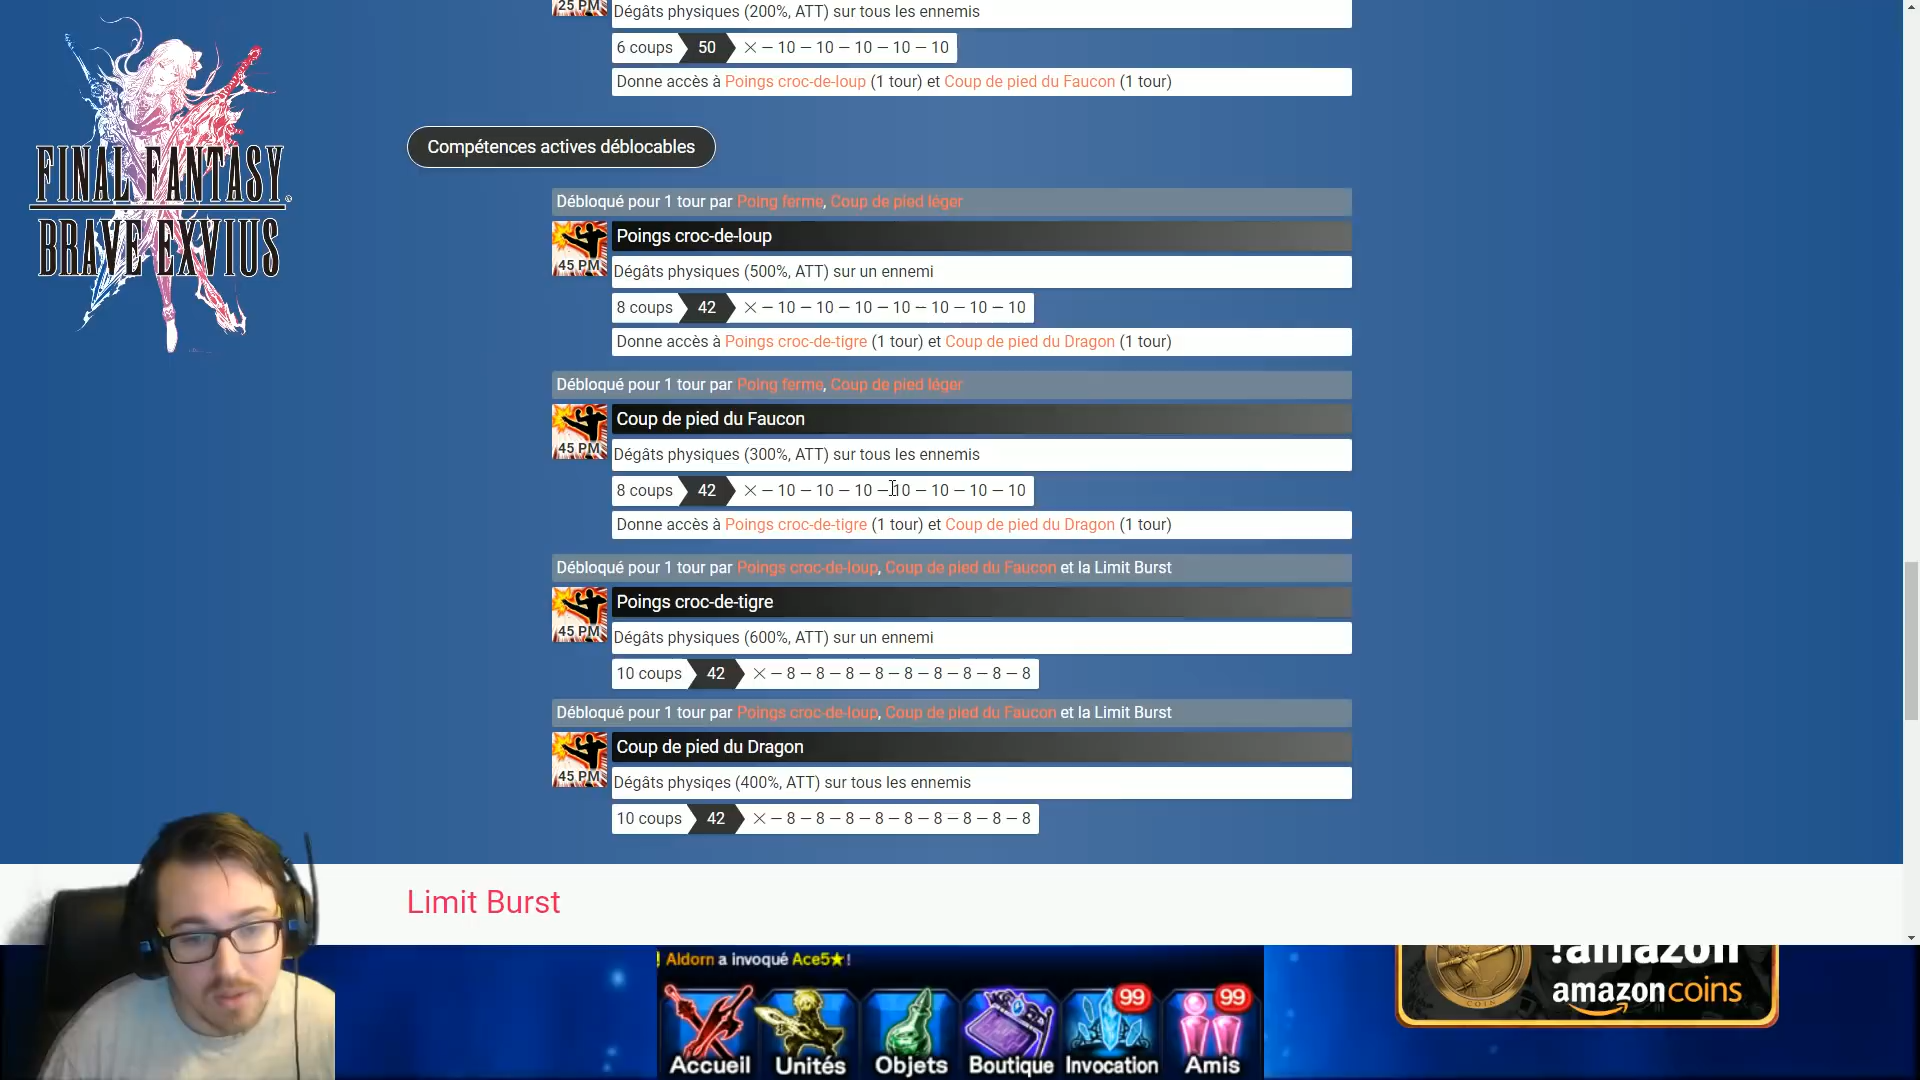 25 PM
Dégâts physiques (200%, ATT) sur tous les ennemis
6 coups 50 × – 10 – 10 – 10 – 10 – 10
Donne accès à Poings croc-de-loup (1 tour) et Coup de pied du Faucon (1 tour)
FINAL FANTASY®
BRAVE EXVIUS
Compétences actives déblocables
Débloqué pour 1 tour par Poing ferme, Coup de pied léger
Poings croc-de-loup
45 PM
Dégâts physiques (500%, ATT) sur un ennemi
8 coups 42 × – 10 – 10 – 10 – 10 – 10 – 10 – 10
Donne accès à Poings croc-de-tigre (1 tour) et Coup de pied du Dragon (1 tour)
Débloqué pour 1 tour par Poing ferme, Coup de pied léger
Coup de pied du Faucon
45 PM
Dégâts physiques (300%, ATT) sur tous les ennemis
8 coups 42 × – 10 – 10 – 10 – 10 – 10 – 10 – 10
Donne accès à Poings croc-de-tigre (1 tour) et Coup de pied du Dragon (1 tour)
Débloqué pour 1 tour par Poings croc-de-loup, Coup de pied du Faucon et la Limit Burst
Poings croc-de-tigre
45 PM
Dégâts physiques (600%, ATT) sur un ennemi
10 coups 42 × – 8 – 8 – 8 – 8 – 8 – 8 – 8 – 8 – 8
Débloqué pour 1 tour par Poings croc-de-loup, Coup de pied du Faucon et la Limit Burst
Coup de pied du Dragon
45 PM
Dégâts physiqes (400%, ATT) sur tous les ennemis
10 coups 42 × – 8 – 8 – 8 – 8 – 8 – 8 – 8 – 8 – 8
Limit Burst
Aldorn a invoqué Ace5★!
99 99
Accueil Unités Objets Boutique Invocation Amis
!amazon
COIN
amazoncoins